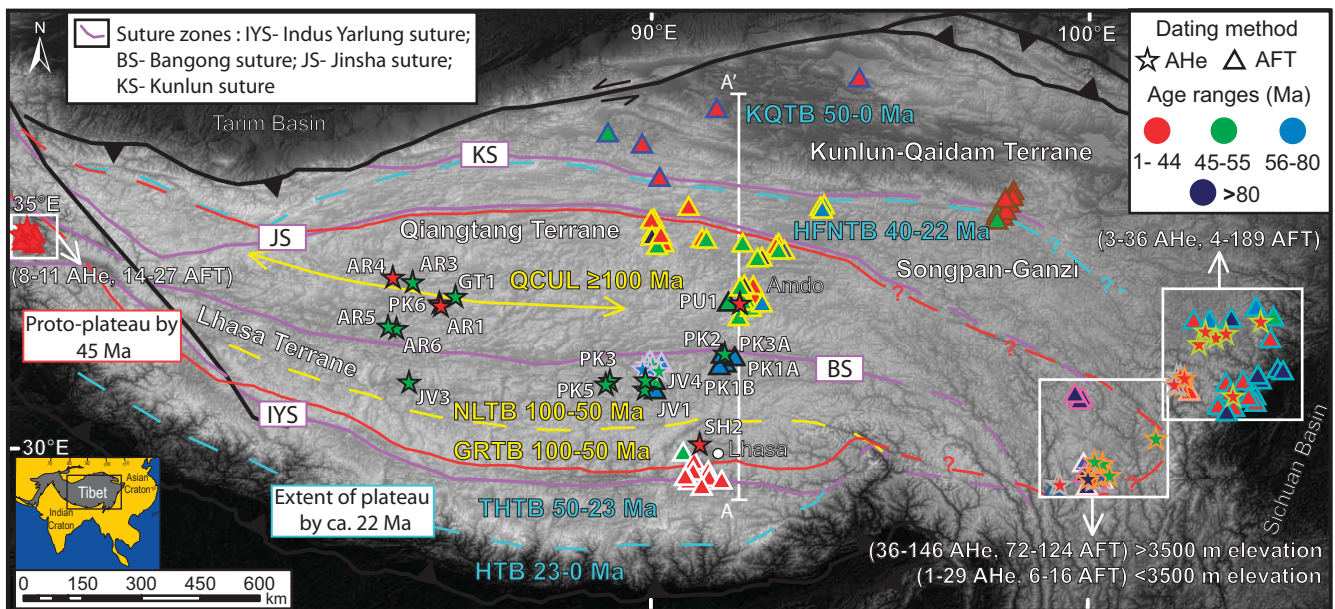 N
Suture zones : IYS- Indus Yarlung suture;
BS- Bangong suture; JS- Jinsha suture;
KS- Kunlun suture
90°E
100°E
Dating method
AHe AFT
Age ranges (Ma)
1- 44 45-55 56-80
>80
Tarim Basin
A'
KQTB 50-0 Ma
KS
Kunlun-Qaidam Terrane
35°E
JS
Qiangtang Terrane
HFNTB 40-22 Ma
?
?
(8-11 AHe, 14-27 AFT)
(3-36 AHe, 4-189 AFT)
Songpan-Ganzi
AR4
AR3
QCUL ≥100 Ma
GT1
Amdo
PK6
PU1
?
AR1
AR5
AR6
Proto-plateau by
45 Ma
Lhasa Terrane
PK2
PK3A
?
PK3
PK1A
BS
JV3
PK5
JV4
PK1B
JV1
IYS
NLTB 100-50 Ma
SH2
30°E
GRTB 100-50 Ma
Lhasa
?
?
Asian
Craton
Tibet
Indian
Craton
Extent of plateau
by ca. 22 Ma
THTB 50-23 Ma
A
Sichuan Basin
HTB 23-0 Ma
(36-146 AHe, 72-124 AFT) >3500 m elevation
(1-29 AHe, 6-16 AFT) <3500 m elevation
0 150 300 450 600
km